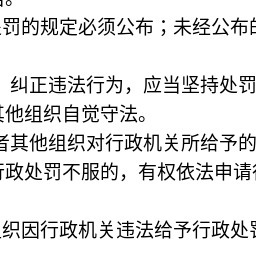 罚的规定必须公布；未经公布
纠正违法行为，应当坚持处罚
其他组织自觉守法。
者其他组织对行政机关所给予的
行政处罚不服的，有权依法申请
织因行政机关违法给予行政处罚